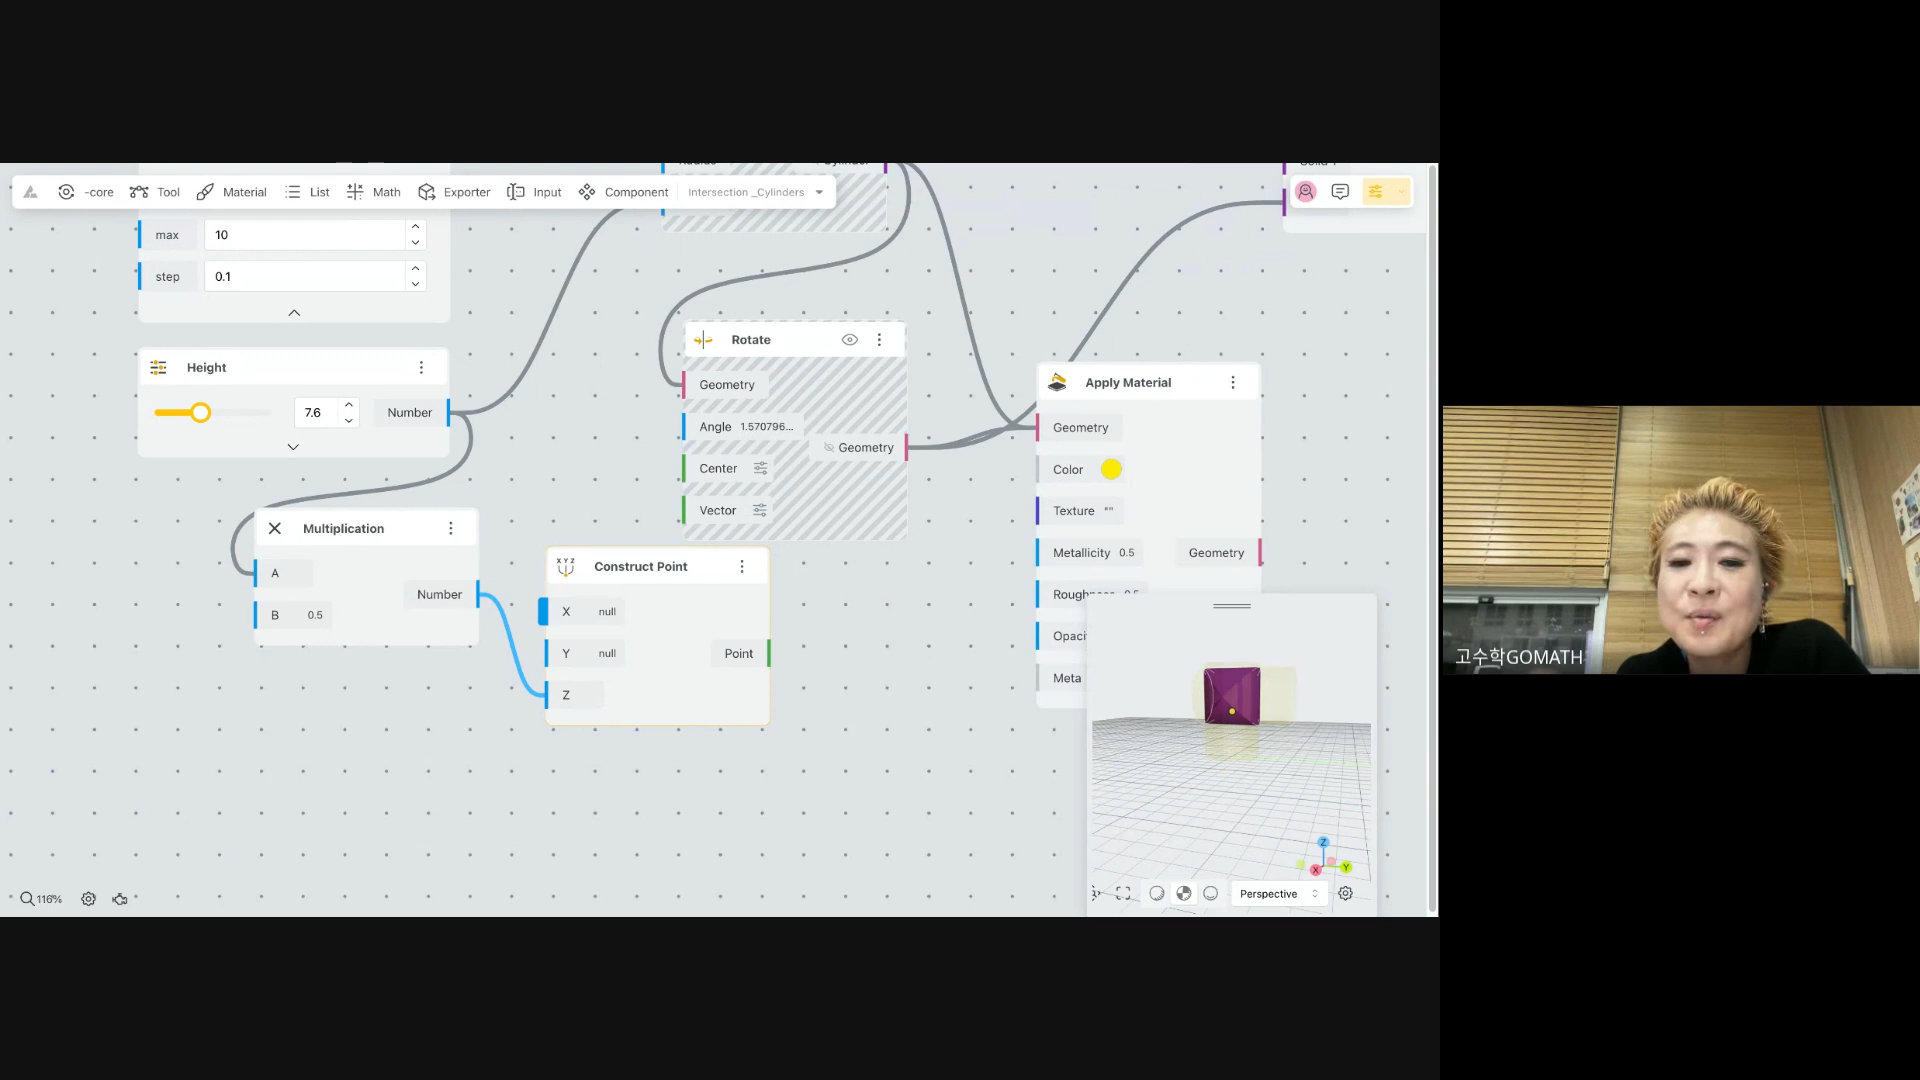 -core Tool Material List Math Exporter Input Component Intersection _Cylinders
max 10
step 0.1
Height
7.6 Number
Multiplication
A
Number
B 0.5
Rotate
Geometry
Angle 1.570796...
Geometry
Center
Vector
XYZ
Construct Point
X null
Y null
Point
Z
Apply Material
Geometry
Color
Texture ""
Metallicity 0.5 Geometry
Meta
Z
X Y
Perspective
116%
고수학GOMATH